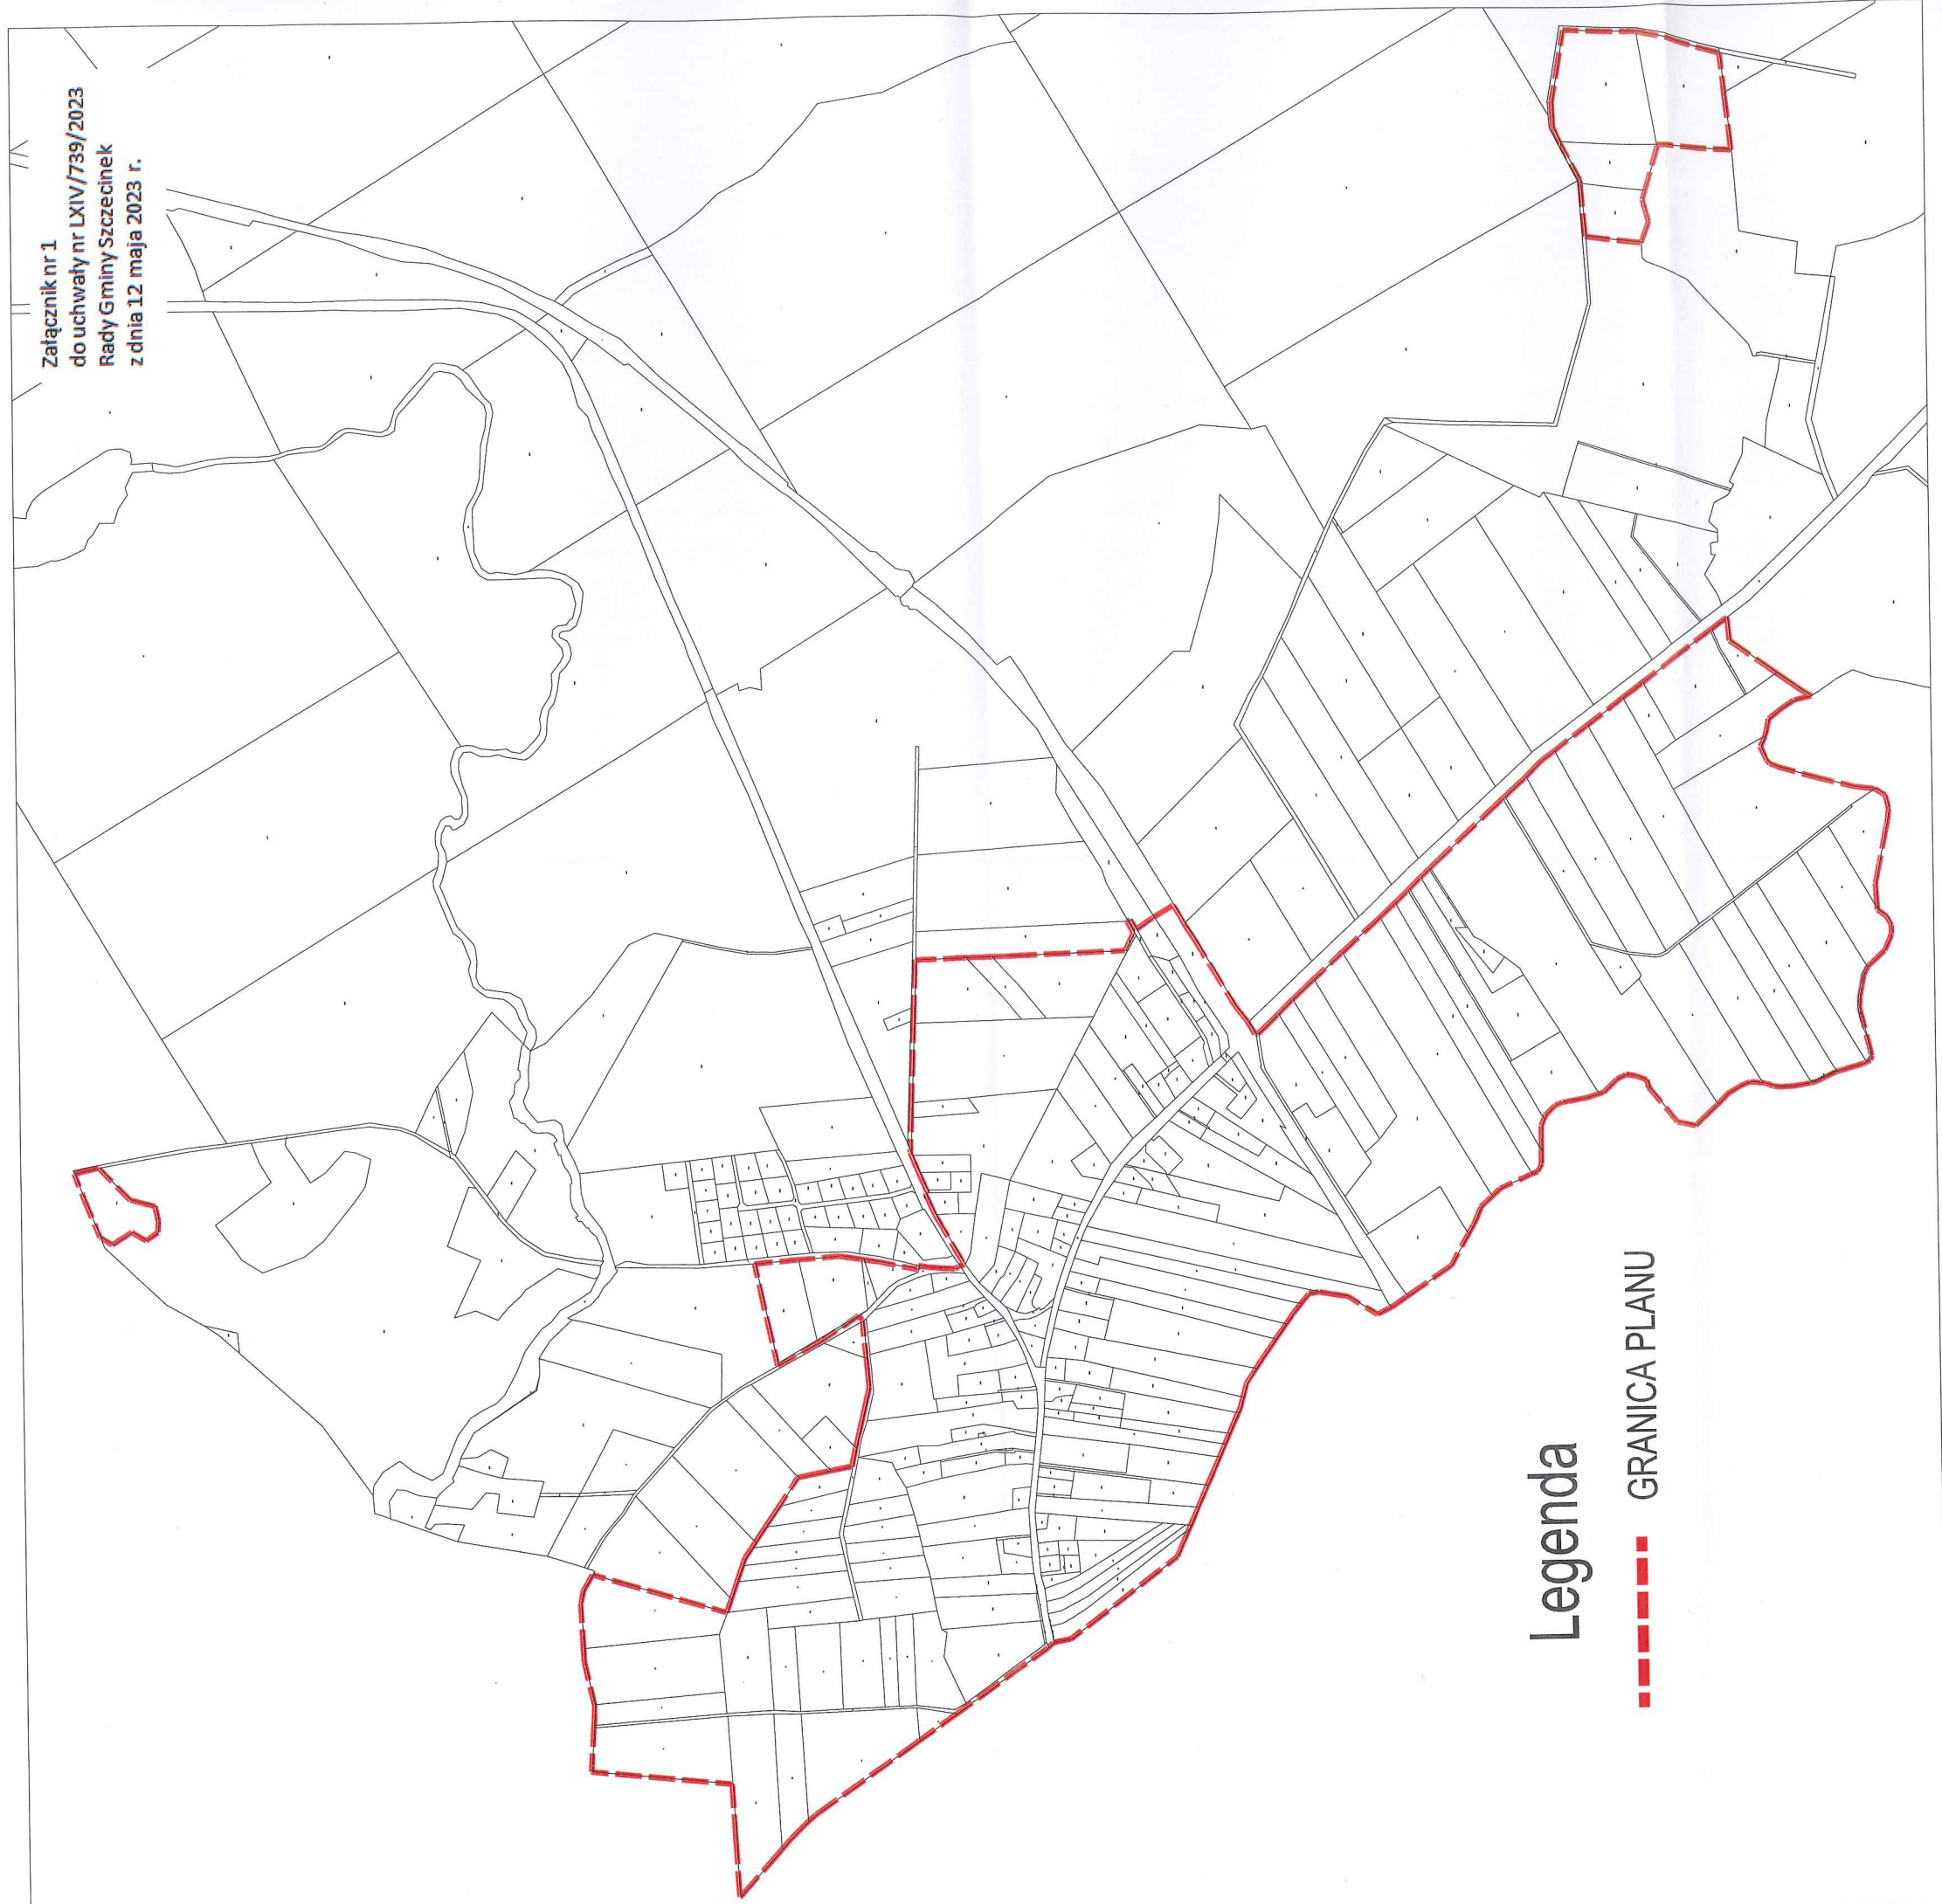 Załącznik nr 1
do uchwały nr LXIV/739/2023
Rady Gminy Szczecinek
z dnia 12 maja 2023 r.
Legenda
GRANICA PLANU